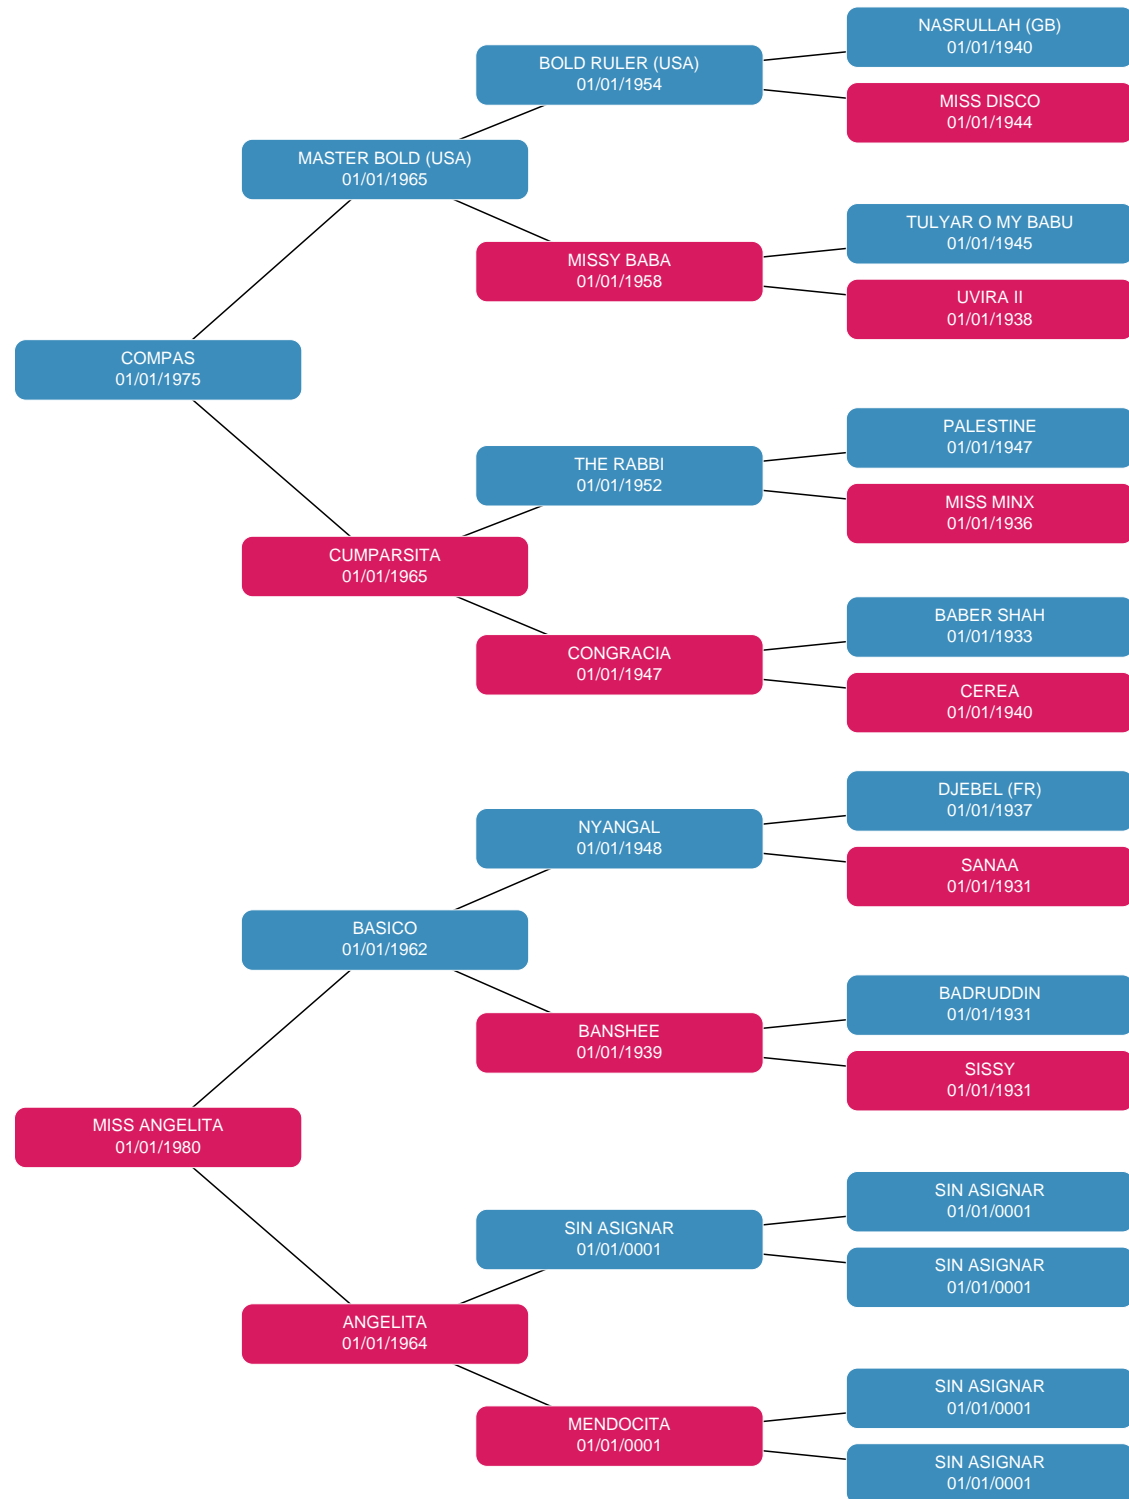 NASRULLAH (GB)
01/01/1940
BOLD RULER (USA)
01/01/1954
MISS DISCO
01/01/1944
MASTER BOLD (USA)
01/01/1965
TULYAR O MY BABU
01/01/1945
MISSY BABA
01/01/1958
UVIRA II
01/01/1938
COMPAS
01/01/1975
PALESTINE
01/01/1947
THE RABBI
01/01/1952
MISS MINX
01/01/1936
CUMPARSITA
01/01/1965
BABER SHAH
01/01/1933
CONGRACIA
01/01/1947
CEREA
01/01/1940
DJEBEL (FR)
01/01/1937
NYANGAL
01/01/1948
SANAA
01/01/1931
BASICO
01/01/1962
BADRUDDIN
01/01/1931
BANSHEE
01/01/1939
SISSY
01/01/1931
MISS ANGELITA
01/01/1980
SIN ASIGNAR
01/01/0001
SIN ASIGNAR
01/01/0001
SIN ASIGNAR
01/01/0001
ANGELITA
01/01/1964
SIN ASIGNAR
01/01/0001
MENDOCITA
01/01/0001
SIN ASIGNAR
01/01/0001